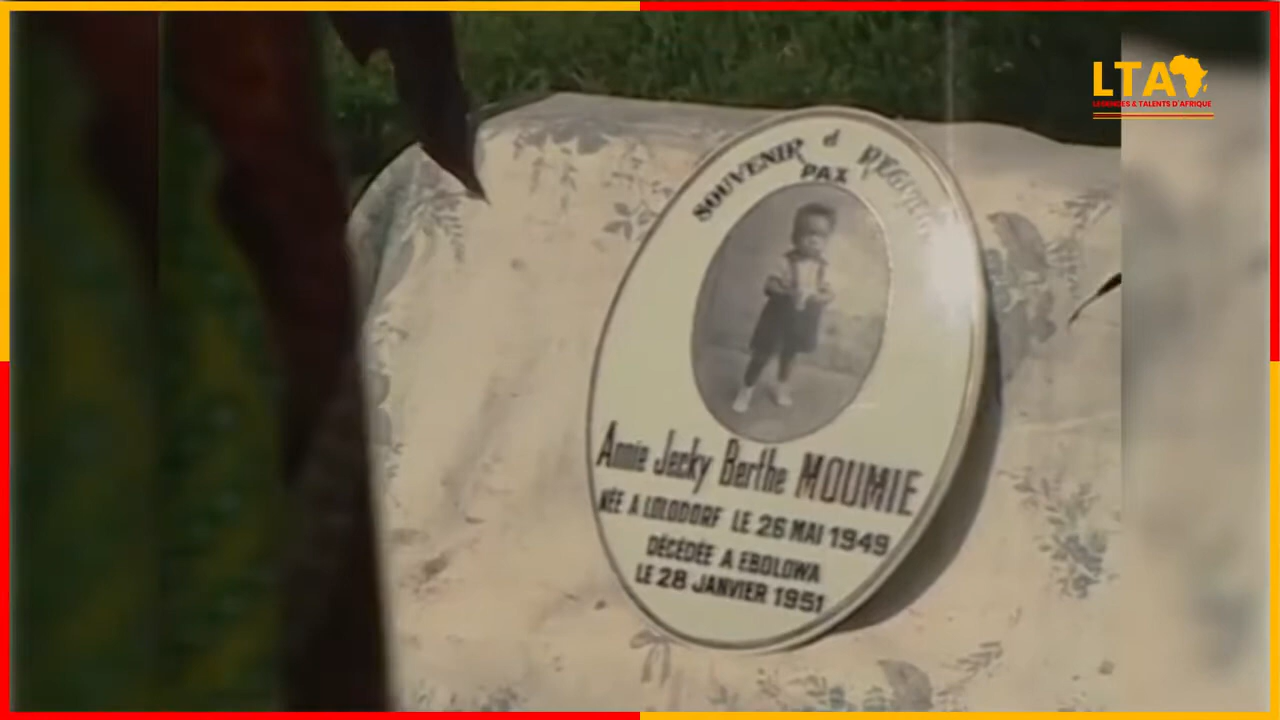 LTA
LEGENDES & TALENTS D'AFRIQUE
SOUVENIR et REGRETS
PAX
Annie Jecky Berthe MOUMIE
NÉE A LOLODORF LE 26 MAI 1949
DÉCÉDÉE A EBOLOWA
LE 28 JANVIER 1951